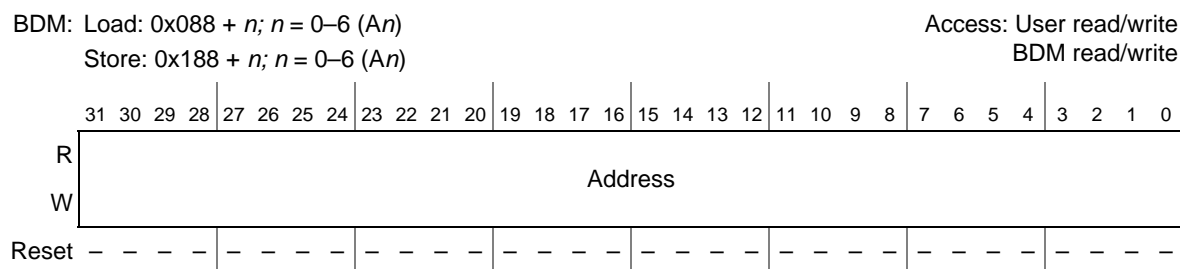 BDM: Load: 0x088 + n; n = 0–6 (An) Access: User read/write
Store: 0x188 + n; n = 0–6 (An) BDM read/write
31 30 29 28 27 26 25 24 23 22 21 20 19 18 17 16 15 14 13 12 11 10 9 8 7 6 5 4 3 2 1 0
R
Address
W
Reset – – – – – – – – – – – – – – – – – – – – – – – – – – – – – – – –